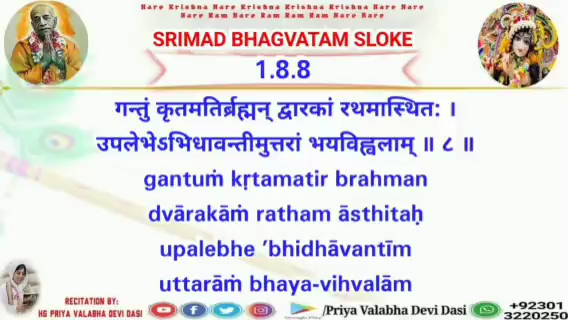 Hare Krishna Hare Krishna Krishna Krishna Hare Hare
Hare Ram Hare Ram Ram Ram Hare Hare
SRIMAD BHAGVATAM SLOKE
1.8.8
गन्तुं कृतमतिर्ब्रह्मन् द्वारकां रथमास्थित: ।
उपलेभेऽभिधावन्तीमुत्तरां भयविह्वलाम् ॥ ८ ॥
gantuṁ kṛtamatir brahman
dvārakāṁ ratham āsthitaḥ
upalebhe ’bhidhāvantīm
uttarāṁ bhaya-vihvalām
RECITATION BY:
HG PRIYA VALABHA DEVI DASI
/Priya Valabha Devi Dasi
+92301
3220250